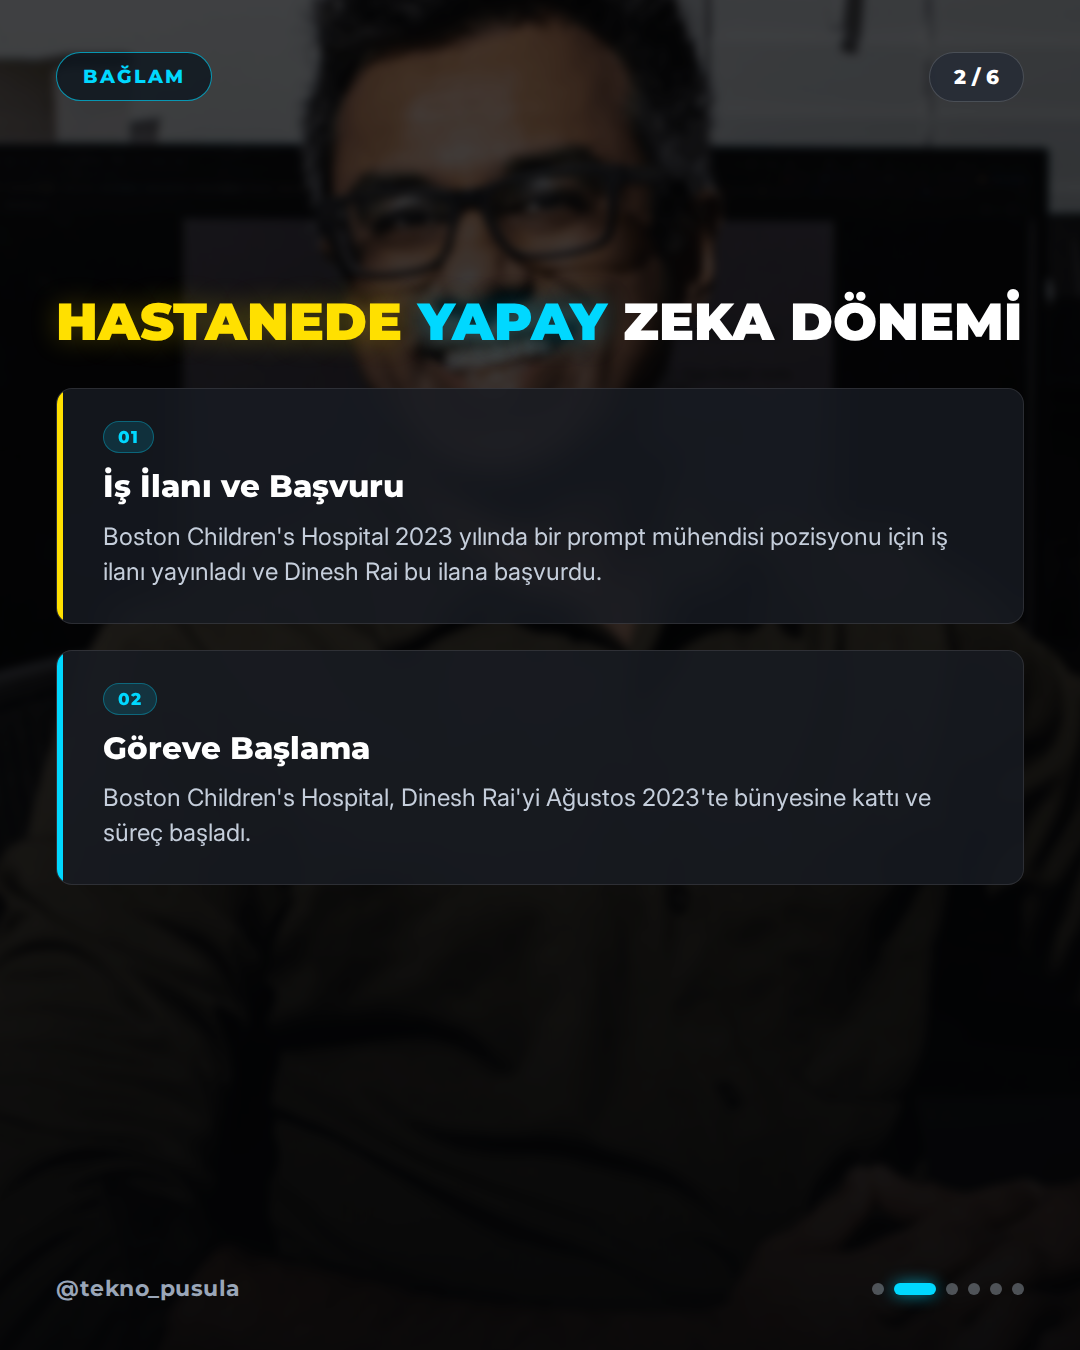 BAĞLAM
2 / 6
HASTANEDE YAPAY ZEKA DÖNEMİ
01
İş İlanı ve Başvuru
Boston Children's Hospital 2023 yılında bir prompt mühendisi pozisyonu için iş
ilanı yayınladı ve Dinesh Rai bu ilana başvurdu.
02
Göreve Başlama
Boston Children's Hospital, Dinesh Rai'yi Ağustos 2023'te bünyesine kattı ve
süreç başladı.
@tekno_pusula